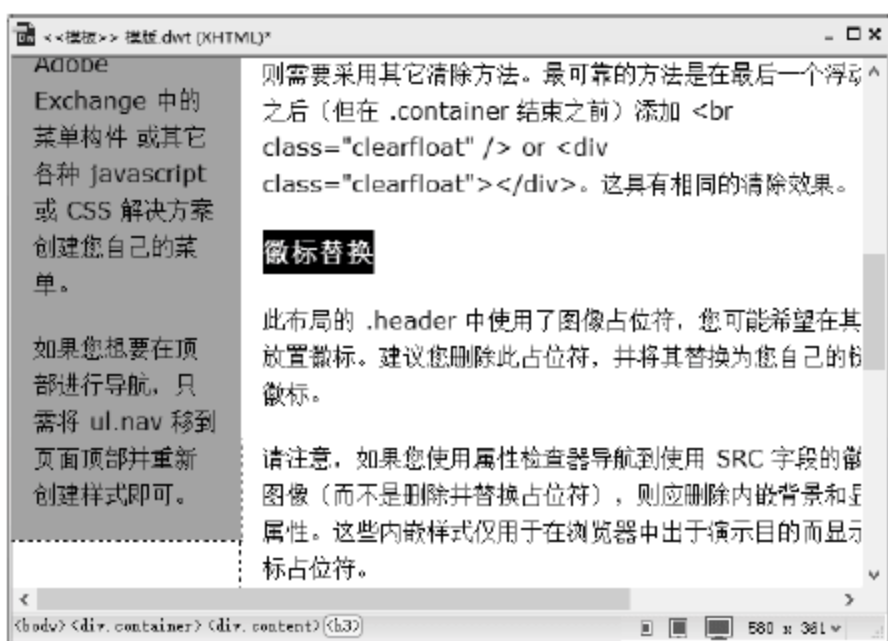 <<模板>> 模版.dwt (XHTML)*
Adobe
Exchange 中的
菜单构件 或其它
各种 javascript
或 CSS 解决方案
创建您自己的菜
单。
如果您想要在顶
部进行导航，只
需将 ul.nav 移到
页面顶部并重新
创建样式即可。
则需要采用其它清除方法。最可靠的方法是在最后一个浮动
之后（但在 .container 结束之前）添加 <br
class="clearfloat" /> or <div
class="clearfloat"></div>。这具有相同的清除效果。
徽标替换
此布局的 .header 中使用了图像占位符，您可能希望在其
放置徽标。建议您删除此占位符，并将其替换为您自己的
徽标。
请注意，如果您使用属性检查器导航到使用 SRC 字段的徽
图像（而不是删除并替换占位符），则应删除内嵌背景和显
属性。这些内嵌样式仅用于在浏览器中出于演示目的而显示
标占位符。
<body> <div.container> <div.content> <h3>
580 x 361